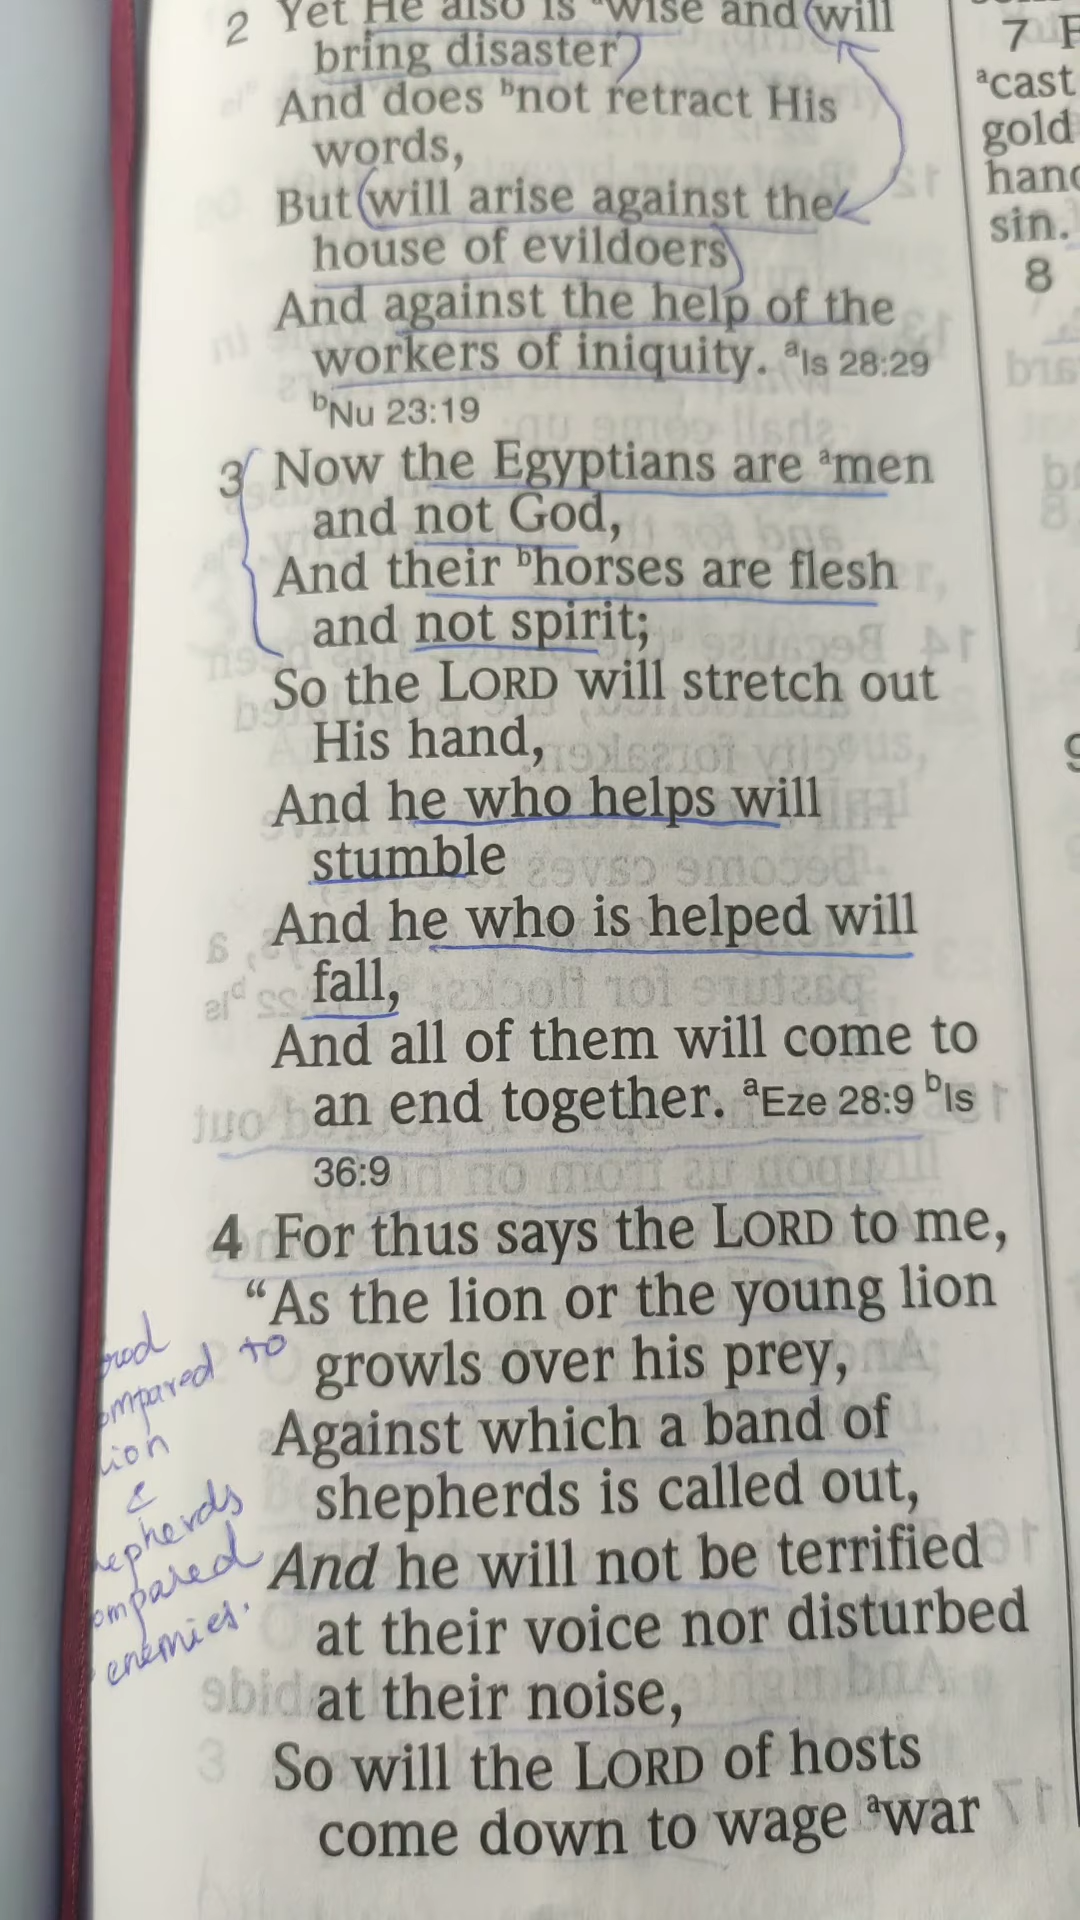 2 Yet He also is ᵃwise and will
bring disaster
And does ᵇnot retract His
words,
But will arise against the
house of evildoers
And against the help of the
workers of iniquity. ᵃIs 28:29
ᵇNu 23:19
3 Now the Egyptians are ᵃmen
and not God,
And their ᵇhorses are flesh
and not spirit;
So the LORD will stretch out
His hand,
And he who helps will
stumble
And he who is helped will
fall,
And all of them will come to
an end together. ᵃEze 28:9 ᵇIs
36:9
4 For thus says the LORD to me,
“As the lion or the young lion
growls over his prey,
Against which a band of
shepherds is called out,
And he will not be terrified
at their voice nor disturbed
at their noise,
So will the LORD of hosts
come down to wage ᵃwar
ompared to
ion
&
epherds
ompared
enemies.
7
ᵃcast
gold
sin.
8